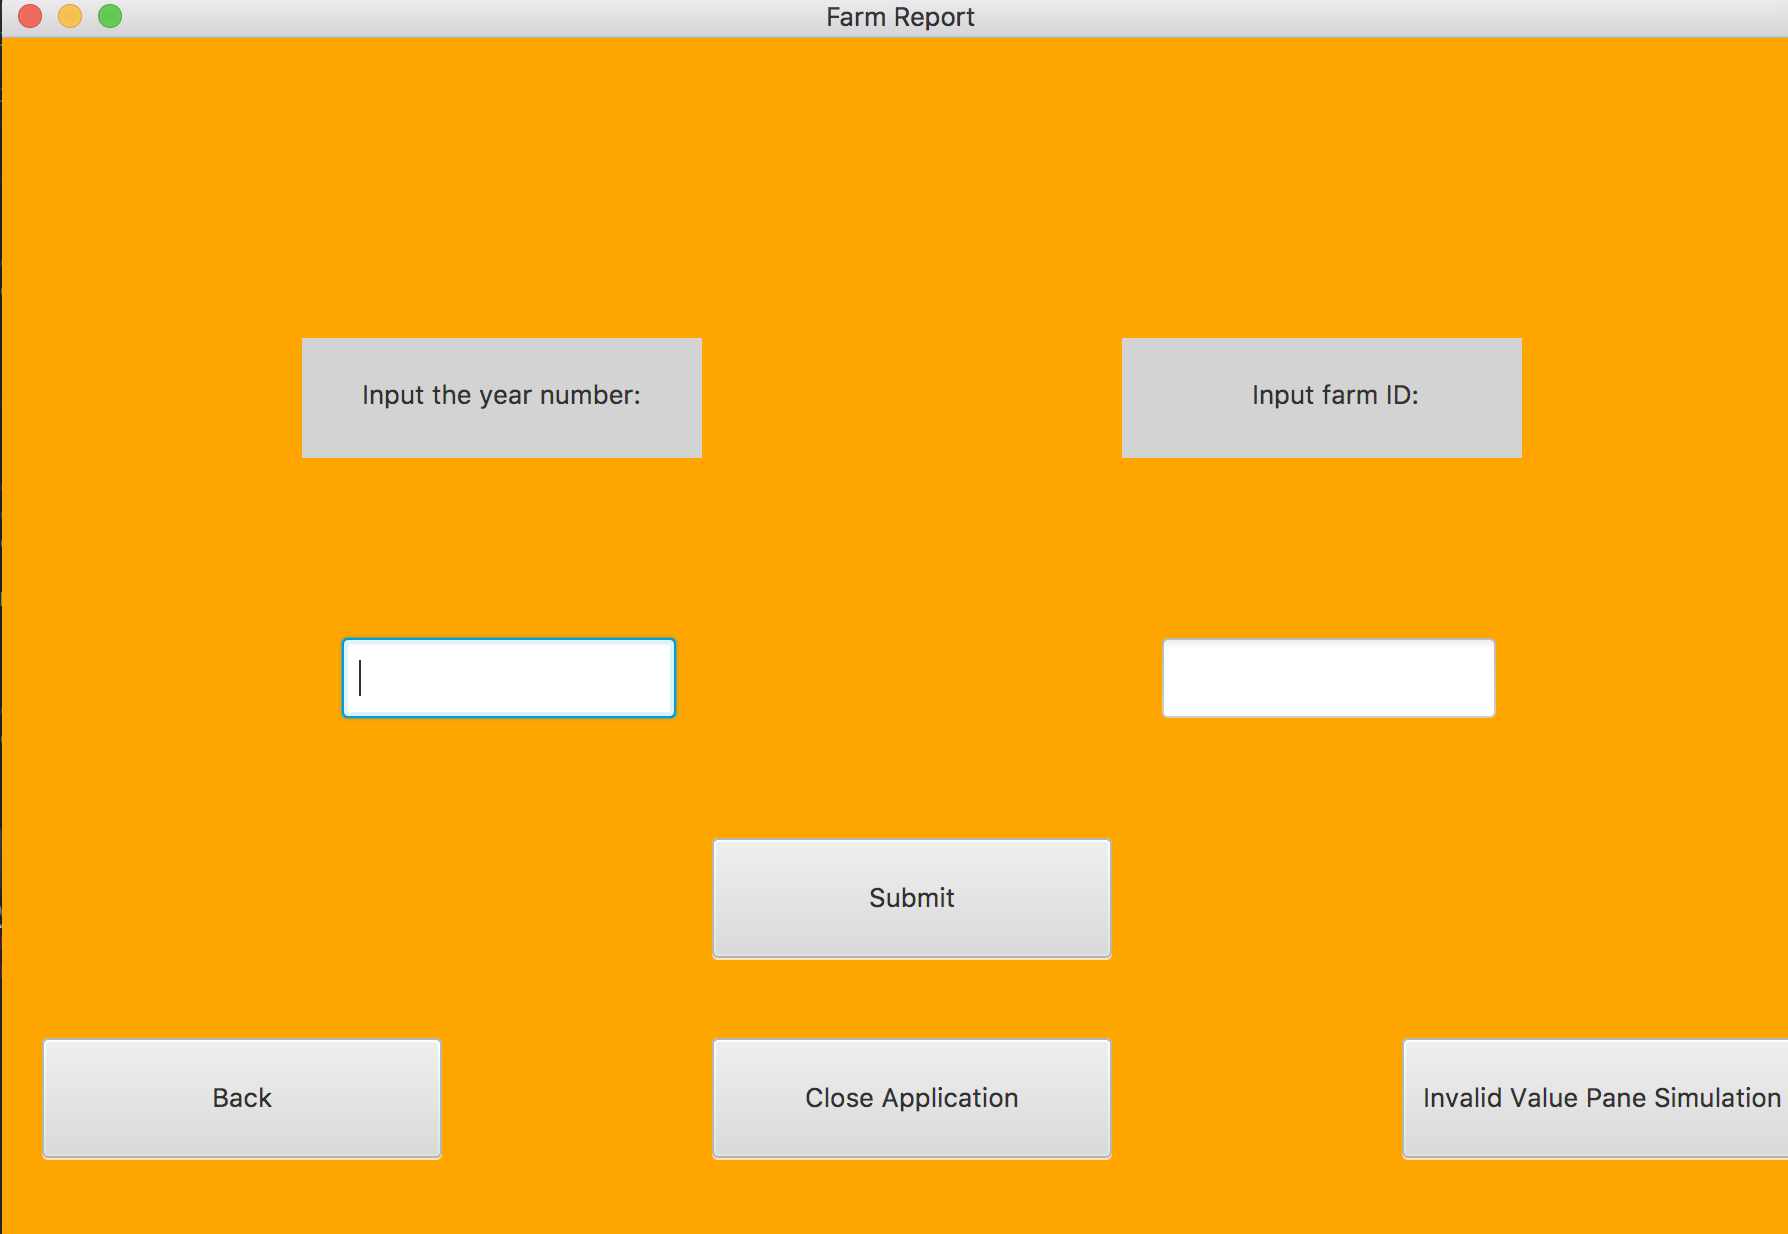 Farm Report
Input the year number:
Input farm ID:
Submit
Back
Close Application
Invalid Value Pane Simulation